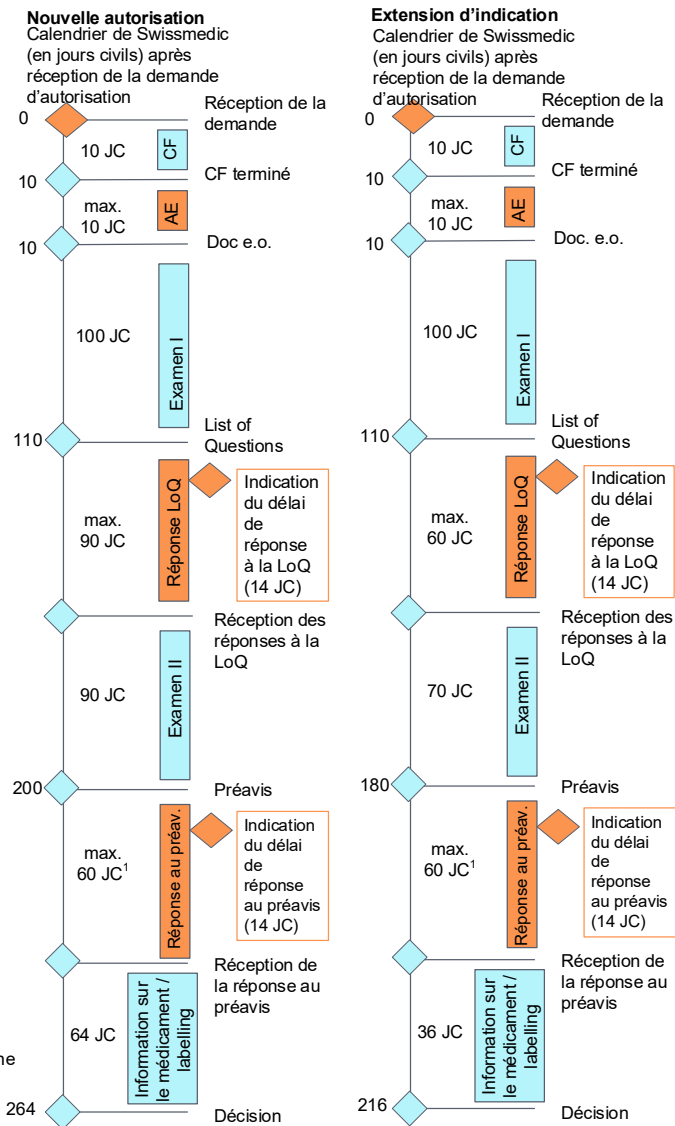 Nouvelle autorisation
Calendrier de Swissmedic
(en jours civils) après
réception de la demande
d'autorisation
0
Réception de la
demande
10 JC
CF
10
CF terminé
max.
10 JC
AE
10
Doc e.o.
100 JC
Examen I
110
List of
Questions
max.
90 JC
Réponse LoQ
Indication
du délai
de
réponse
à la LoQ
(14 JC)
Réception des
réponses à la
LoQ
90 JC
Examen II
200
Préavis
max.
60 JC¹
Réponse au préav.
Indication
du délai
de
réponse
au préavis
(14 JC)
Réception de
la réponse au
préavis
64 JC
Information sur
le médicament /
labelling
ne
264
Décision
Extension d'indication
Calendrier de Swissmedic
(en jours civils) après
réception de la demande
d'autorisation
0
Réception de la
demande
10 JC
CF
10
CF terminé
max.
10 JC
AE
10
Doc. e.o.
100 JC
Examen I
110
List of
Questions
max.
60 JC
Réponse LoQ
Indication
du délai
de
réponse
à la LoQ
(14 JC)
Réception des
réponses à la
LoQ
70 JC
Examen II
180
Préavis
max.
60 JC¹
Réponse au préav.
Indication
du délai
de
réponse
au préavis
(14 JC)
Réception de
la réponse au
préavis
36 JC
Information sur
le médicament /
labelling
216
Décision